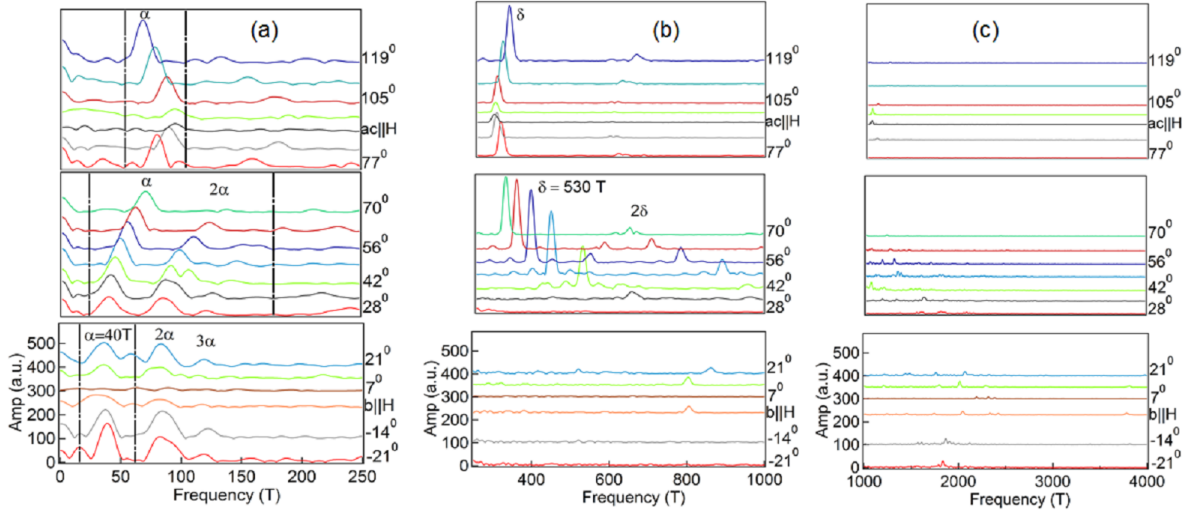 α (a)
119⁰
105⁰
ac||H
77⁰
α 2α
70⁰
56⁰
42⁰
28⁰
α=40T 2α 3α
500
400
300
200
100
0
Amp (a.u.)
21⁰
7⁰
b||H
-14⁰
-21⁰
0 50 100 150 200 250
Frequency (T)
δ (b)
119⁰
105⁰
ac||H
77⁰
δ = 530 T
2δ
70⁰
56⁰
42⁰
28⁰
500
400
300
200
100
0
Amp (a.u.)
21⁰
7⁰
b||H
-14⁰
-21⁰
400 600 800 1000
Frequency (T)
(c)
119⁰
105⁰
ac||H
77⁰
70⁰
56⁰
42⁰
28⁰
500
400
300
200
100
0
Amp (a.u.)
21⁰
7⁰
b||H
-14⁰
-21⁰
1000 2000 3000 4000
Frequency (T)